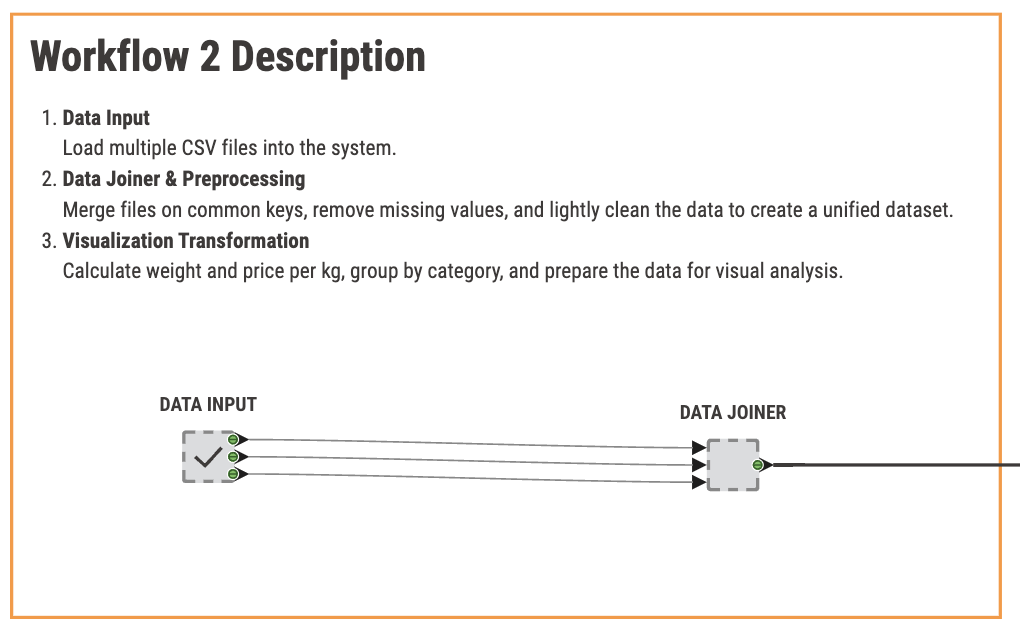 Workflow 2 Description
1. Data Input
Load multiple CSV files into the system.
2. Data Joiner & Preprocessing
Merge files on common keys, remove missing values, and lightly clean the data to create a unified dataset.
3. Visualization Transformation
Calculate weight and price per kg, group by category, and prepare the data for visual analysis.
DATA INPUT
DATA JOINER